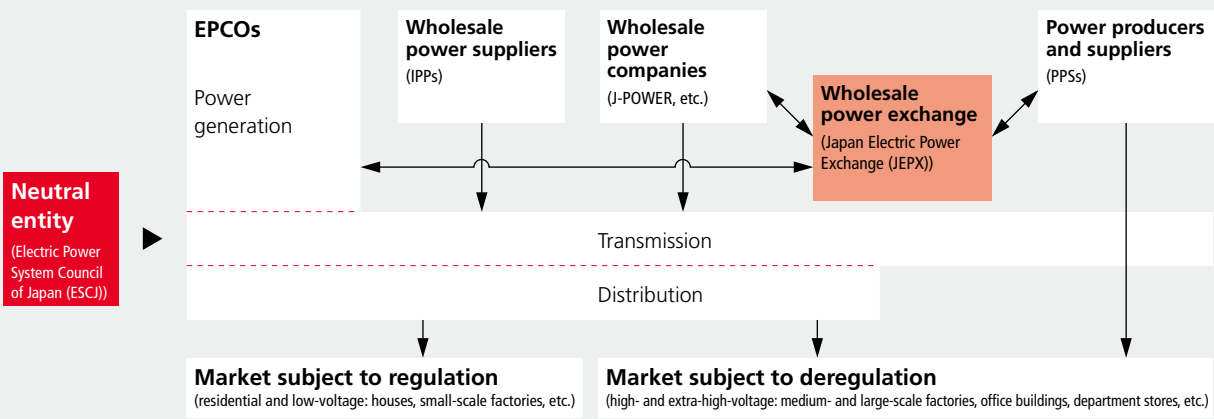 EPCOs
Power
generation
Wholesale
power suppliers
(IPPs)
Wholesale
power
companies
(J-POWER, etc.)
Wholesale
power exchange
(Japan Electric Power
Exchange (JEPX))
Power producers
and suppliers
(PPSs)
Neutral
entity
(Electric Power
System Council
of Japan (ESCJ))
Transmission
Distribution
Market subject to regulation
(residential and low-voltage: houses, small-scale factories, etc.)
Market subject to deregulation
(high- and extra-high-voltage: medium- and large-scale factories, office buildings, department stores, etc.)